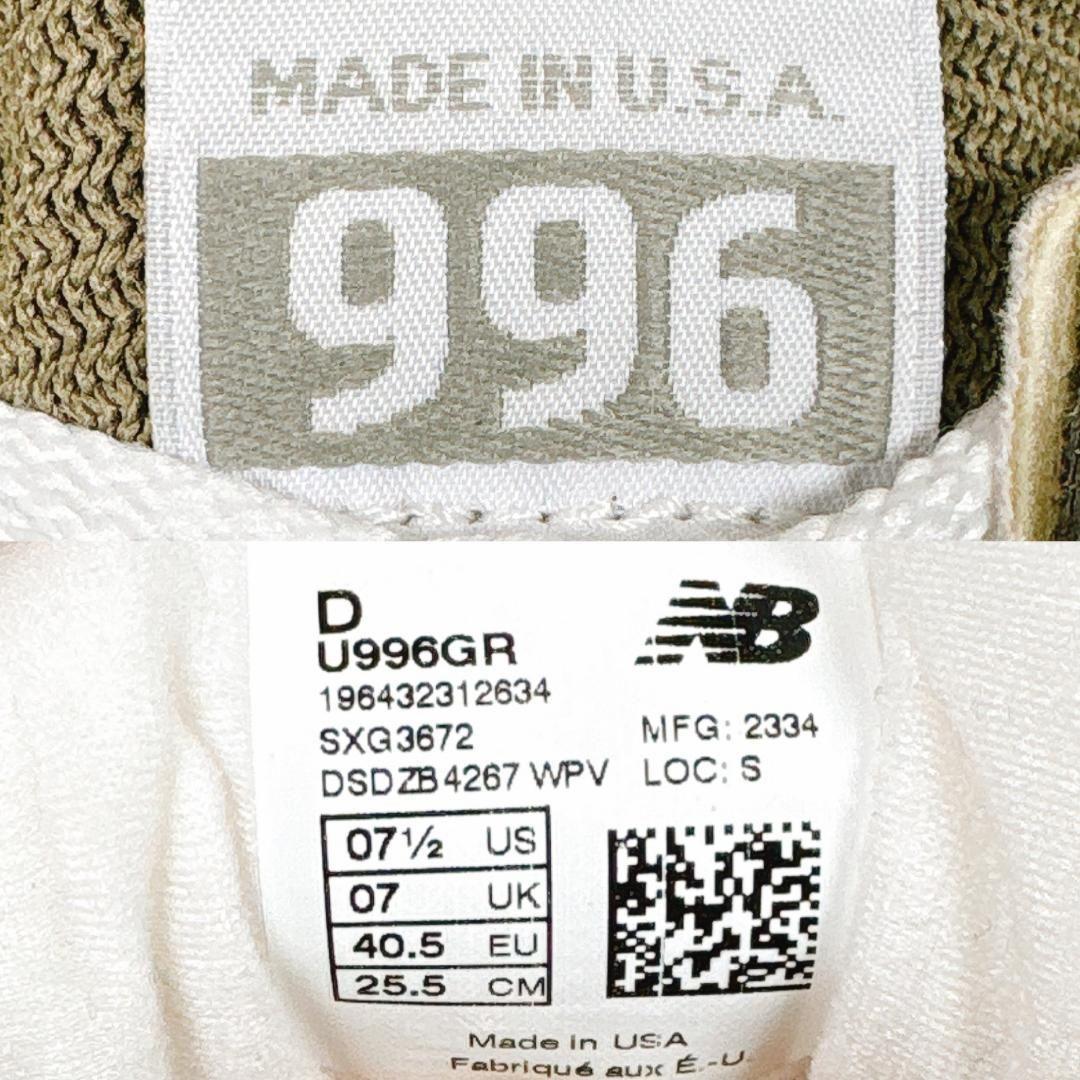 MADE IN U.S.A.
996
D
NB
U996GR
196432312634
SXG3672
MFG: 2334
DSDZB4267 WPV
LOC: S
07½ US
07 UK
40.5 EU
25.5 CM
Made in USA
Fabriqué aux É.-U